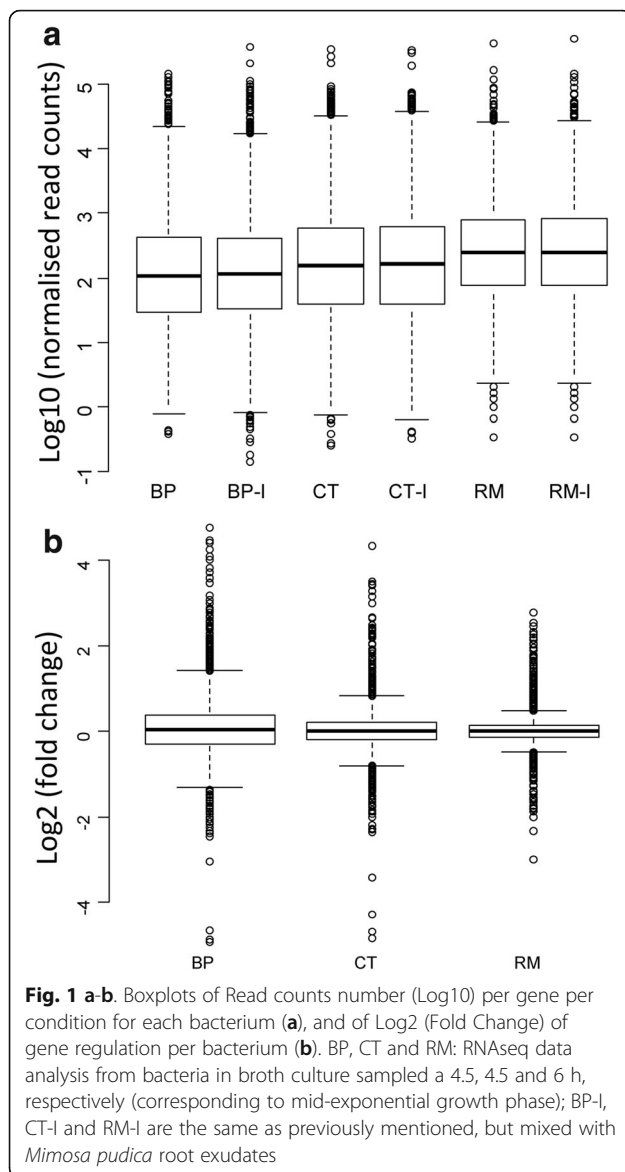 a
Log10 (normalised read counts)
5
4
3
2
1
0
-1
BP BP-I CT CT-I RM RM-I
b
Log2 (fold change)
4
2
0
-2
-4
BP CT RM
Fig. 1 a-b. Boxplots of Read counts number (Log10) per gene per
condition for each bacterium (a), and of Log2 (Fold Change) of
gene regulation per bacterium (b). BP, CT and RM: RNAseq data
analysis from bacteria in broth culture sampled a 4.5, 4.5 and 6 h,
respectively (corresponding to mid-exponential growth phase); BP-I,
CT-I and RM-I are the same as previously mentioned, but mixed with
Mimosa pudica root exudates